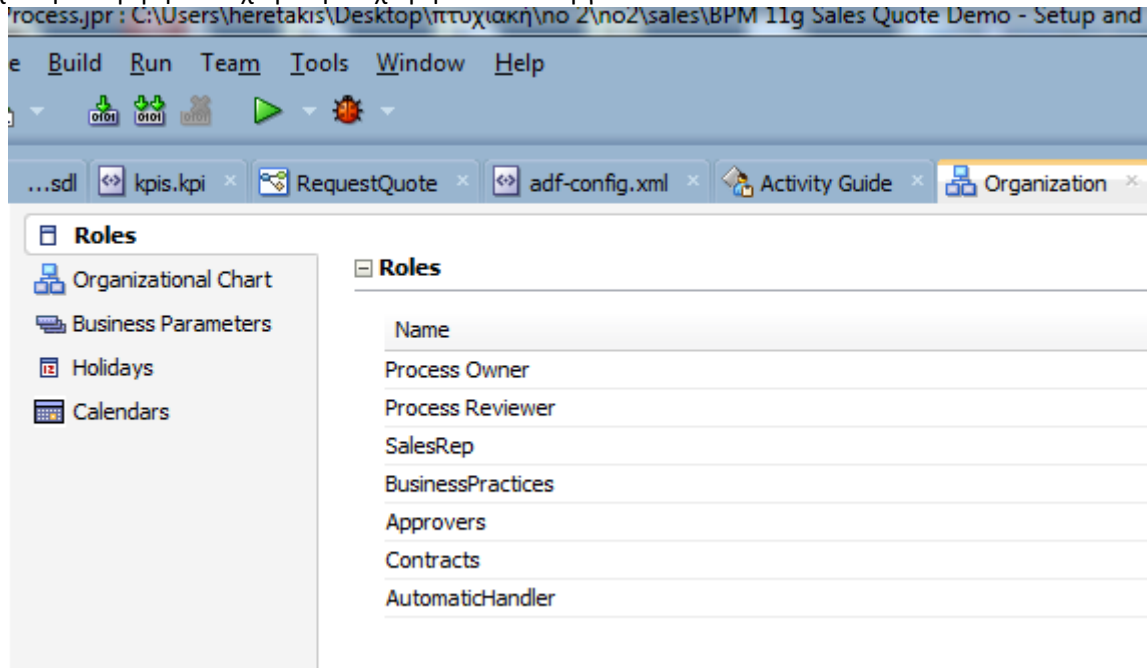 rocess.jpr : C:\Users\heretakis\Desktop\πτυχιακή\no 2\no2\sales\BPM 11g Sales Quote Demo - Setup and
e Build Run Team Tools Window Help
...sdl kpis.kpi RequestQuote adf-config.xml Activity Guide Organization
Roles
Organizational Chart
Business Parameters
Holidays
Calendars
Roles
Name
Process Owner
Process Reviewer
SalesRep
BusinessPractices
Approvers
Contracts
AutomaticHandler